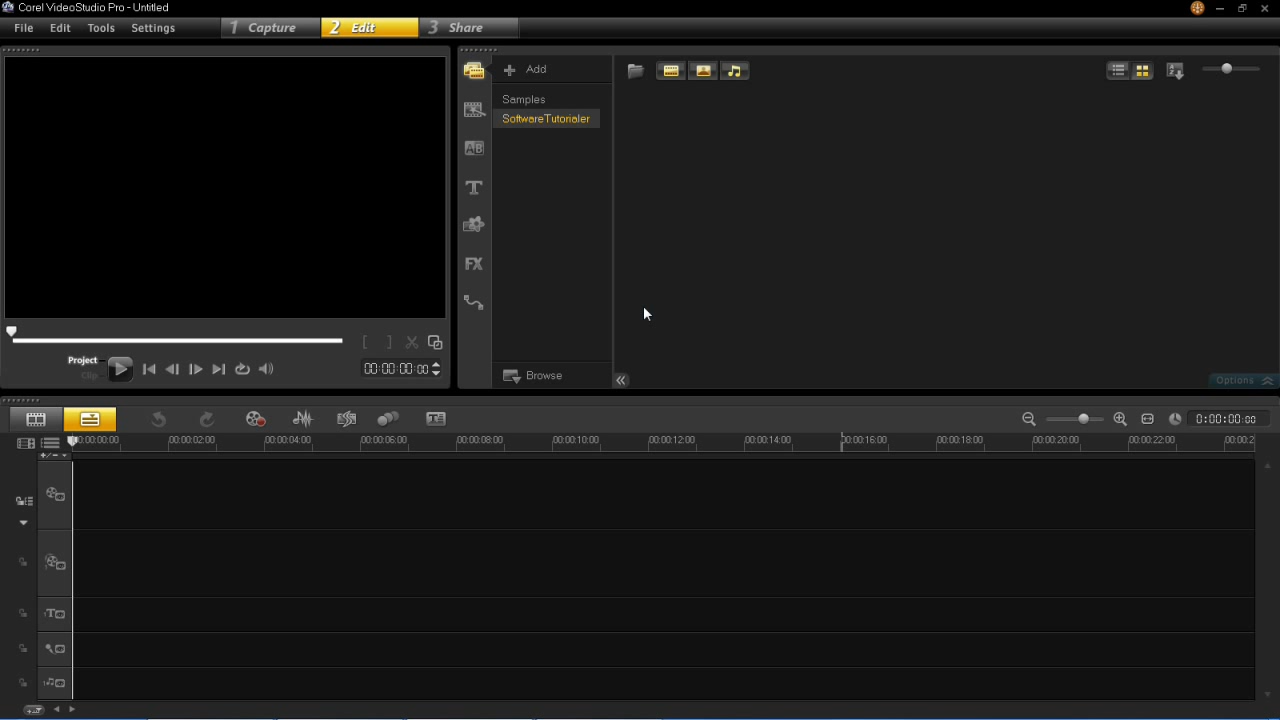 Corel VideoStudio Pro - Untitled
File Edit Tools Settings 1 Capture 2 Edit 3 Share
Add
Samples
SoftwareTutorialer
Browse
Options
Project
Clip
00:00:00:00
0:00:00:00
00:00:00:00 00:00:02:00 00:00:04:00 00:00:06:00 00:00:08:00 00:00:10:00 00:00:12:00 00:00:14:00 00:00:16:00 00:00:18:00 00:00:20:00 00:00:22:00 00:00:2